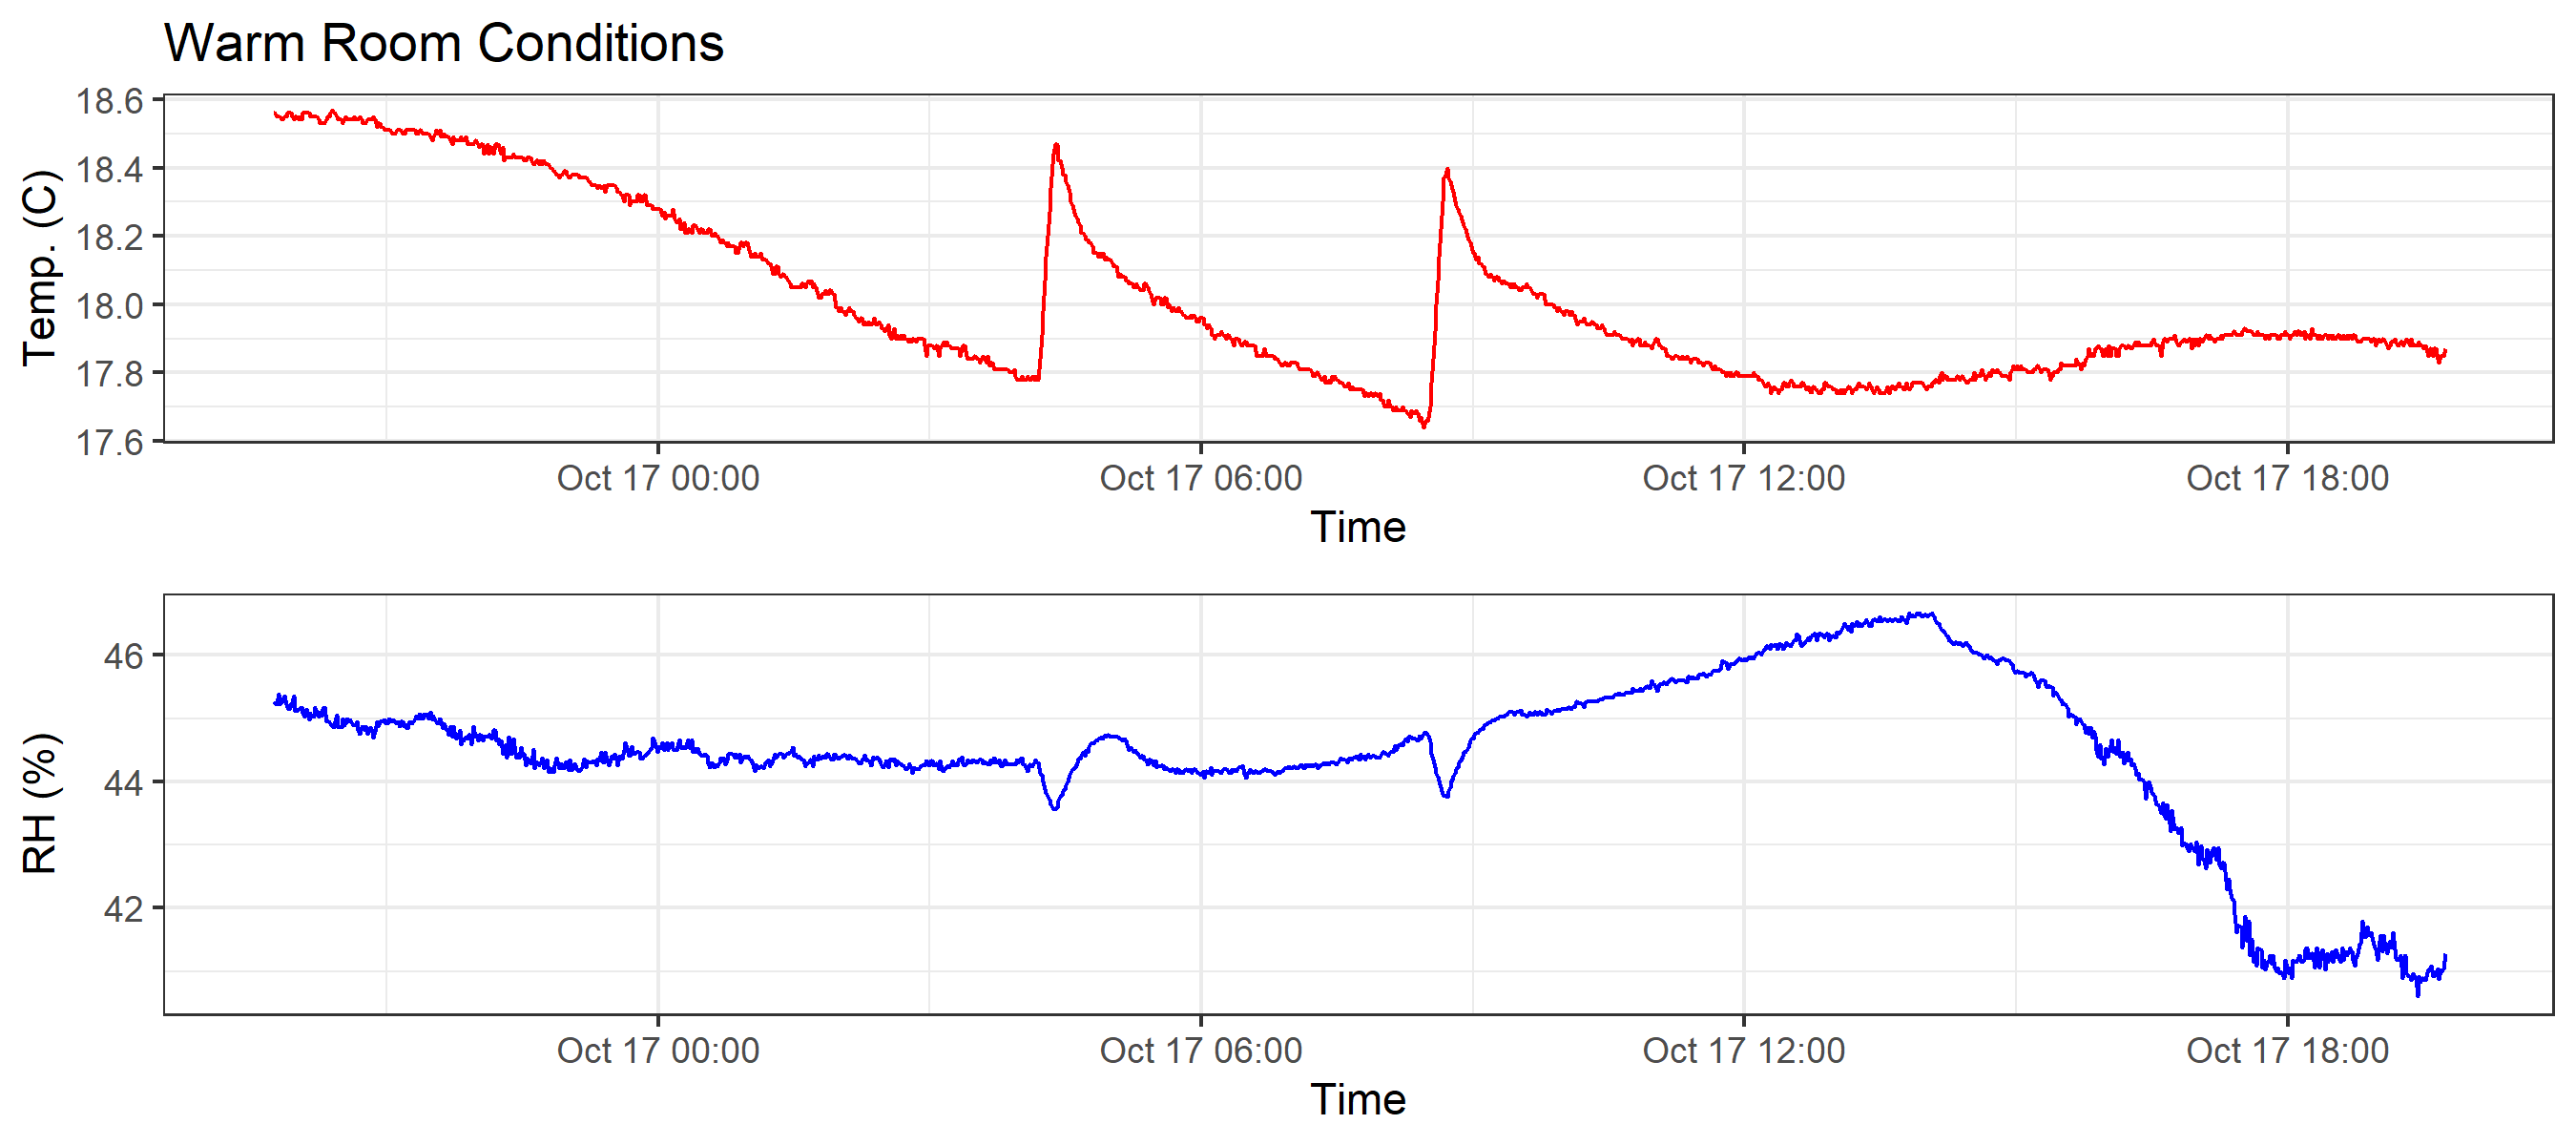 Warm Room Conditions
18.6
18.4
18.2
18.0
17.8
17.6
Temp. (C)
Oct 17 00:00 Oct 17 06:00 Oct 17 12:00 Oct 17 18:00
Time
46
44
42
RH (%)
Oct 17 00:00 Oct 17 06:00 Oct 17 12:00 Oct 17 18:00
Time